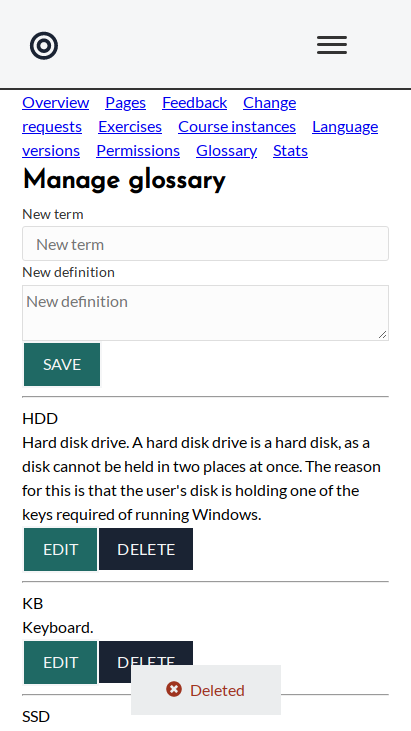 Overview Pages Feedback Change
requests Exercises Course instances Language
versions Permissions Glossary Stats
Manage glossary
New term
New term
New definition
New definition
SAVE
HDD
Hard disk drive. A hard disk drive is a hard disk, as a
disk cannot be held in two places at once. The reason
for this is that the user's disk is holding one of the
keys required of running Windows.
EDIT DELETE
KB
Keyboard.
EDIT DELETE
Deleted
SSD